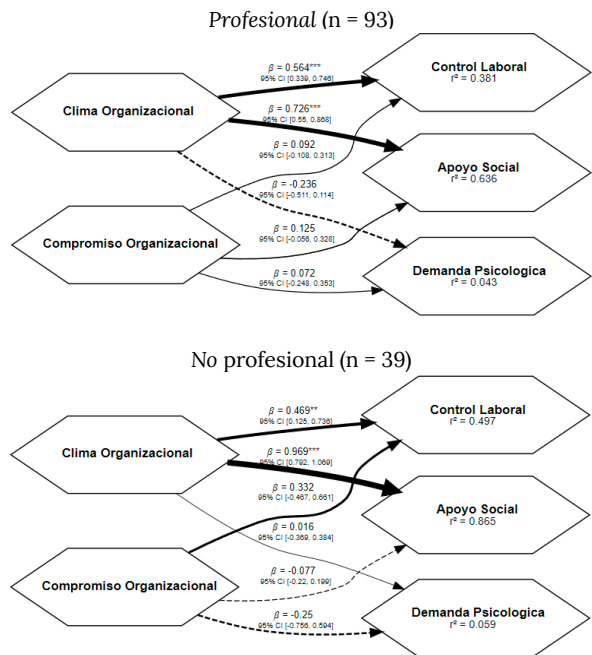 Profesional (n = 93)
Clima Organizacional
Compromiso Organizacional
β = 0.564***
95% CI [0.339, 0.746]
β = 0.726***
95% CI [0.55, 0.868]
β = 0.092
95% CI [-0.108, 0.313]
β = -0.236
95% CI [-0.511, 0.114]
β = 0.125
95% CI [-0.056, 0.328]
β = 0.072
95% CI [-0.248, 0.353]
Control Laboral
r² = 0.381
Apoyo Social
r² = 0.636
Demanda Psicologica
r² = 0.043
No profesional (n = 39)
Clima Organizacional
Compromiso Organizacional
β = 0.469**
95% CI [0.125, 0.736]
β = 0.969***
95% CI [0.792, 1.069]
β = 0.332
95% CI [-0.467, 0.661]
β = 0.016
95% CI [-0.369, 0.384]
β = -0.077
95% CI [-0.22, 0.199]
β = -0.25
95% CI [-0.756, 0.594]
Control Laboral
r² = 0.497
Apoyo Social
r² = 0.865
Demanda Psicologica
r² = 0.059